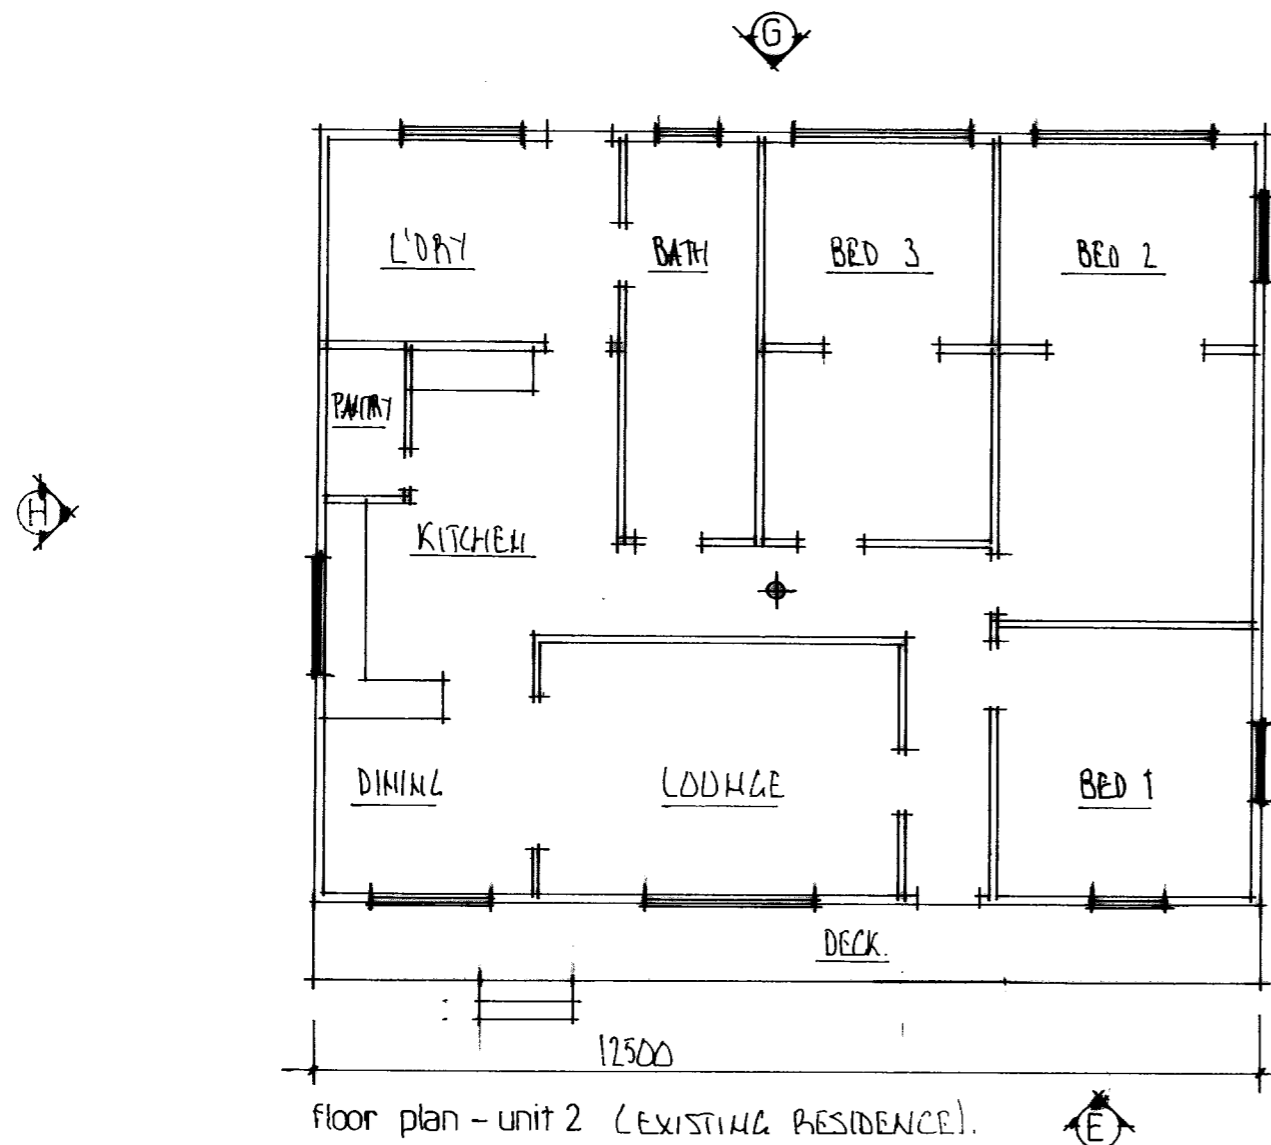 G
L'DRY
BATH
BED 3
BED 2
PANTRY
H
KITCHEN
DINING
LOUNGE
BED 1
DECK.
12500
floor plan - unit 2 (EXISTING RESIDENCE).
E